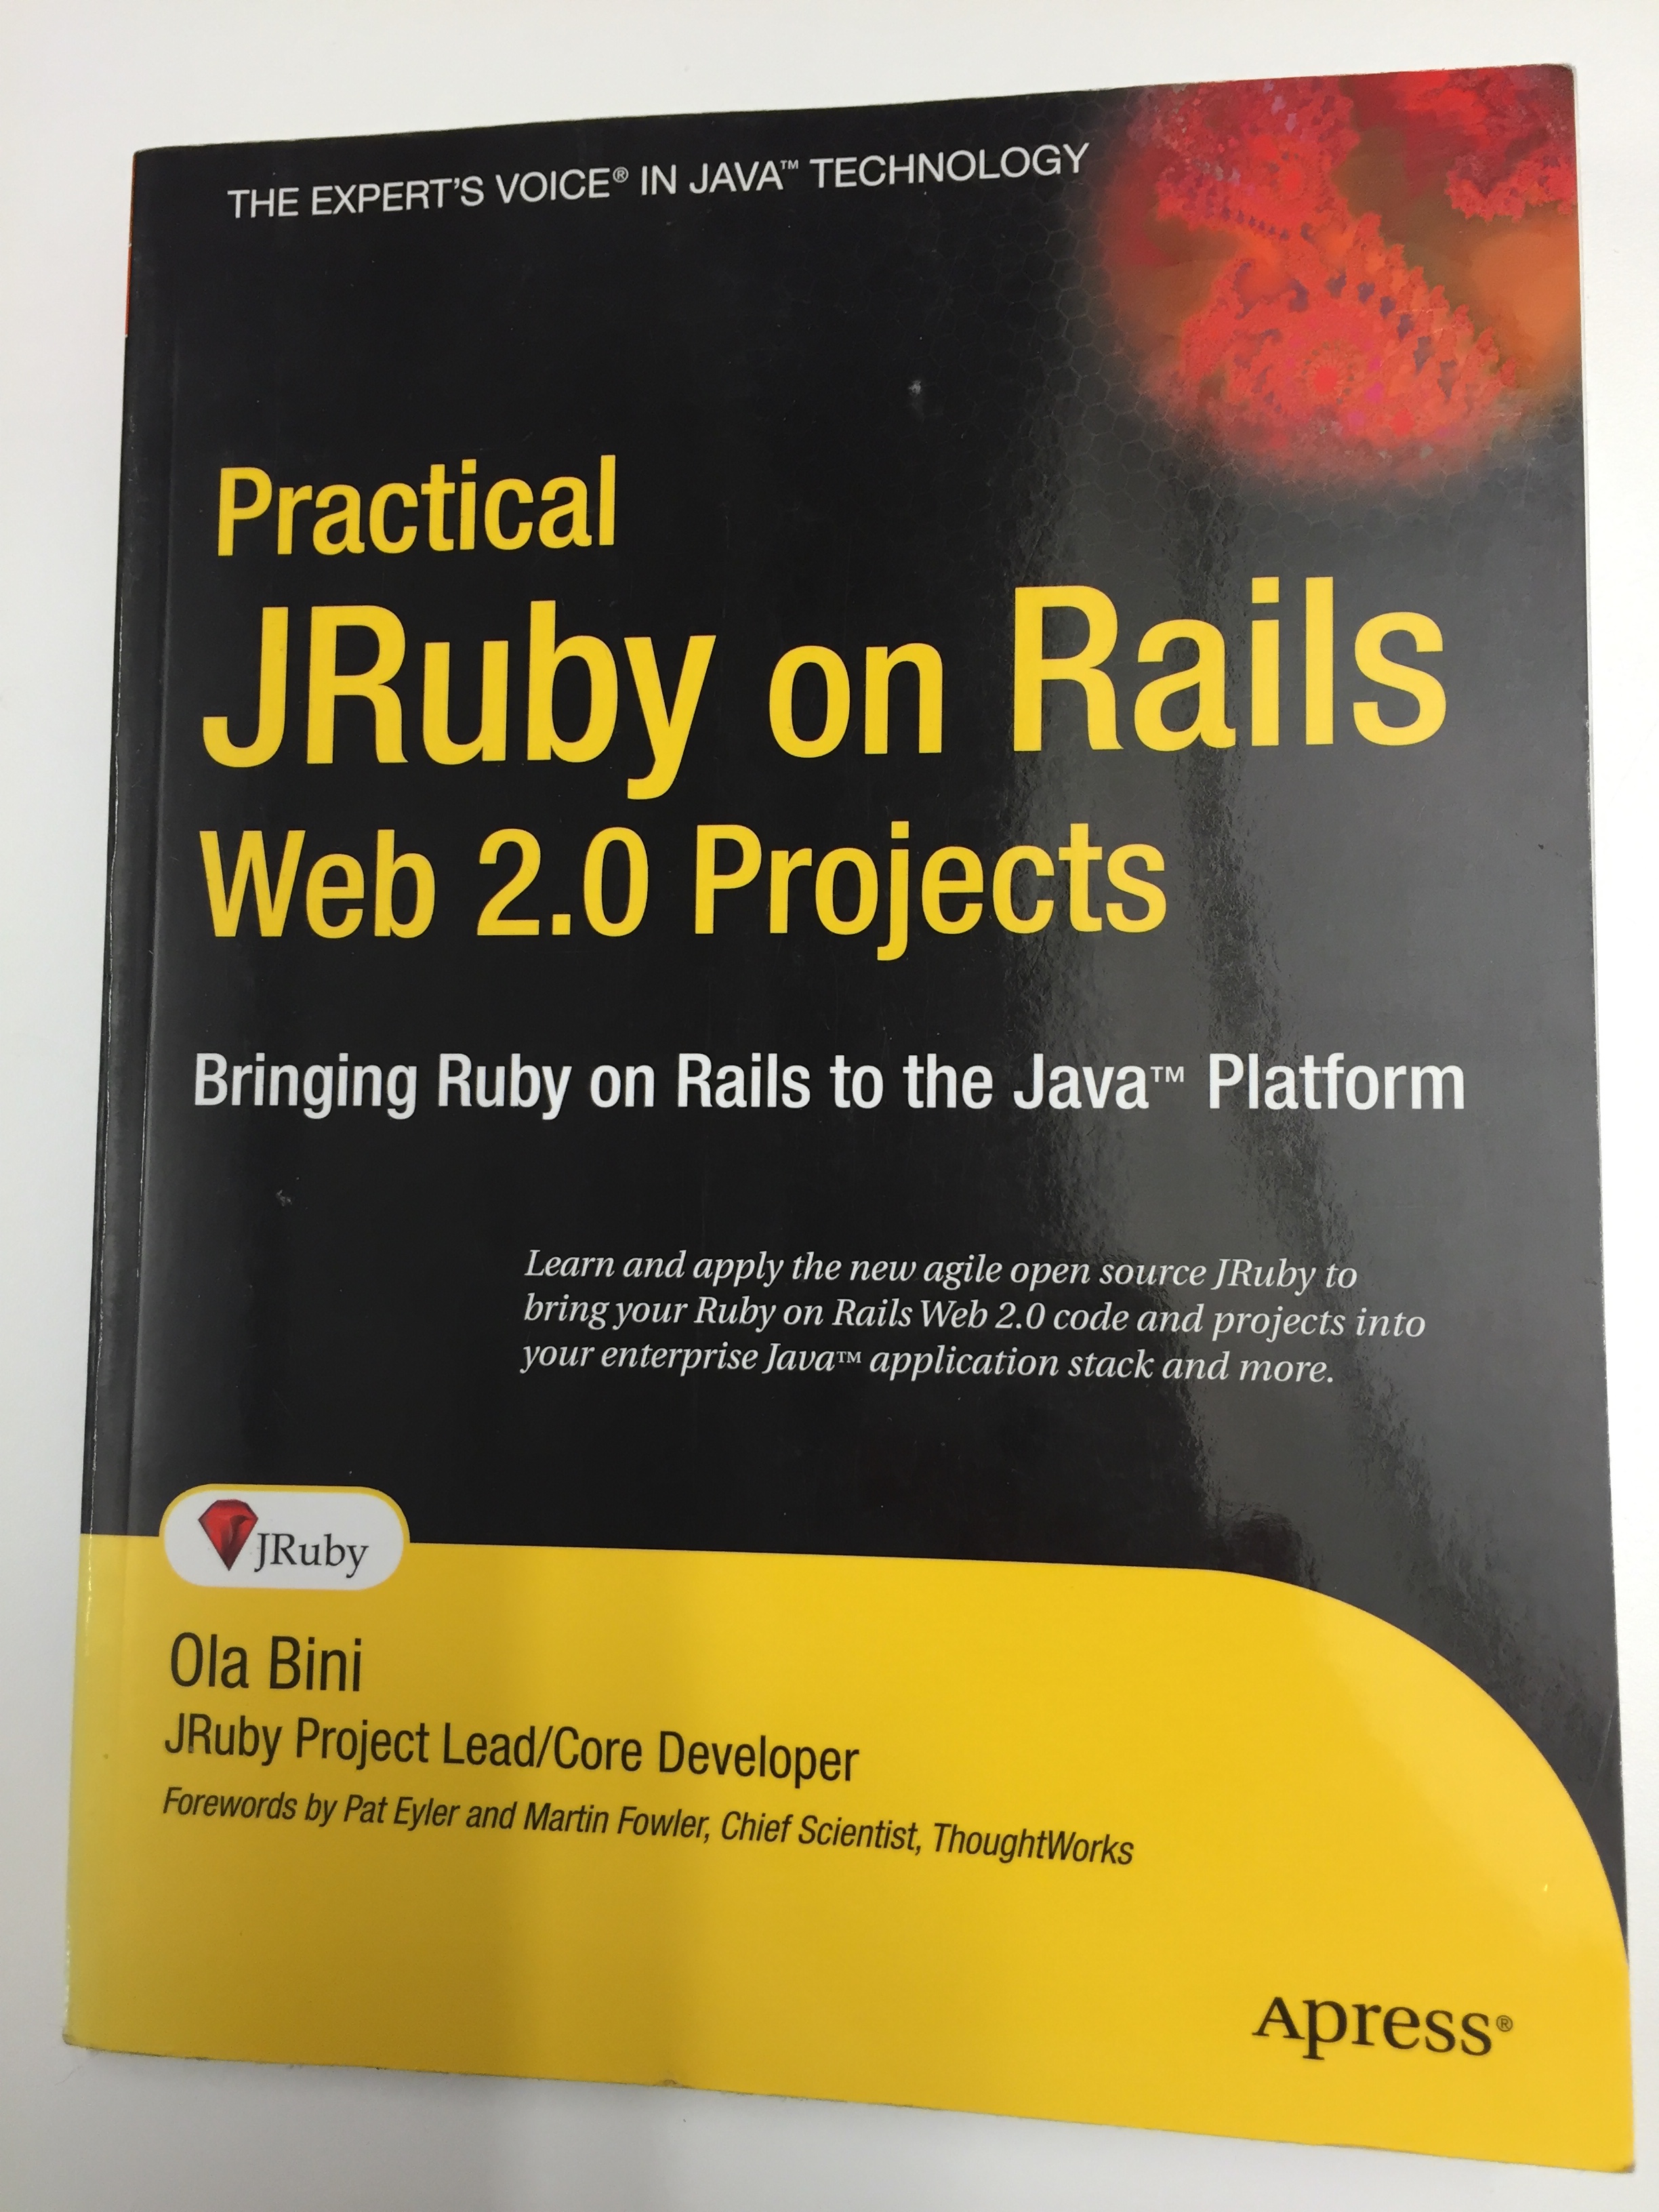 THE EXPERT'S VOICE® IN JAVA™ TECHNOLOGY
Practical
JRuby on Rails
Web 2.0 Projects
Bringing Ruby on Rails to the Java™ Platform
Learn and apply the new agile open source JRuby to
bring your Ruby on Rails Web 2.0 code and projects into
your enterprise Java™ application stack and more.
JRuby
Ola Bini
JRuby Project Lead/Core Developer
Forewords by Pat Eyler and Martin Fowler, Chief Scientist, ThoughtWorks
Apress®